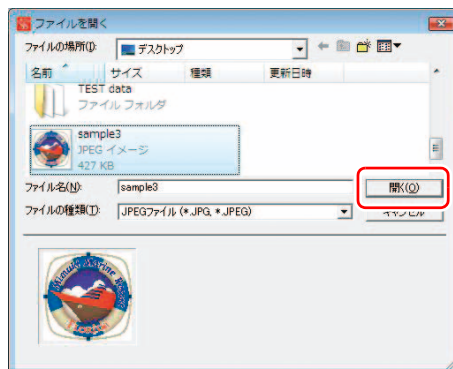 ファイルを開く
ファイルの場所(I): デスクトップ
名前 サイズ 種類 更新日時
TEST data
ファイル フォルダ
sample3
JPEG イメージ
427 KB
ファイル名(N): sample3 開く(O)
ファイルの種類(T): JPEGファイル (*.JPG, *.JPEG) キャンセル